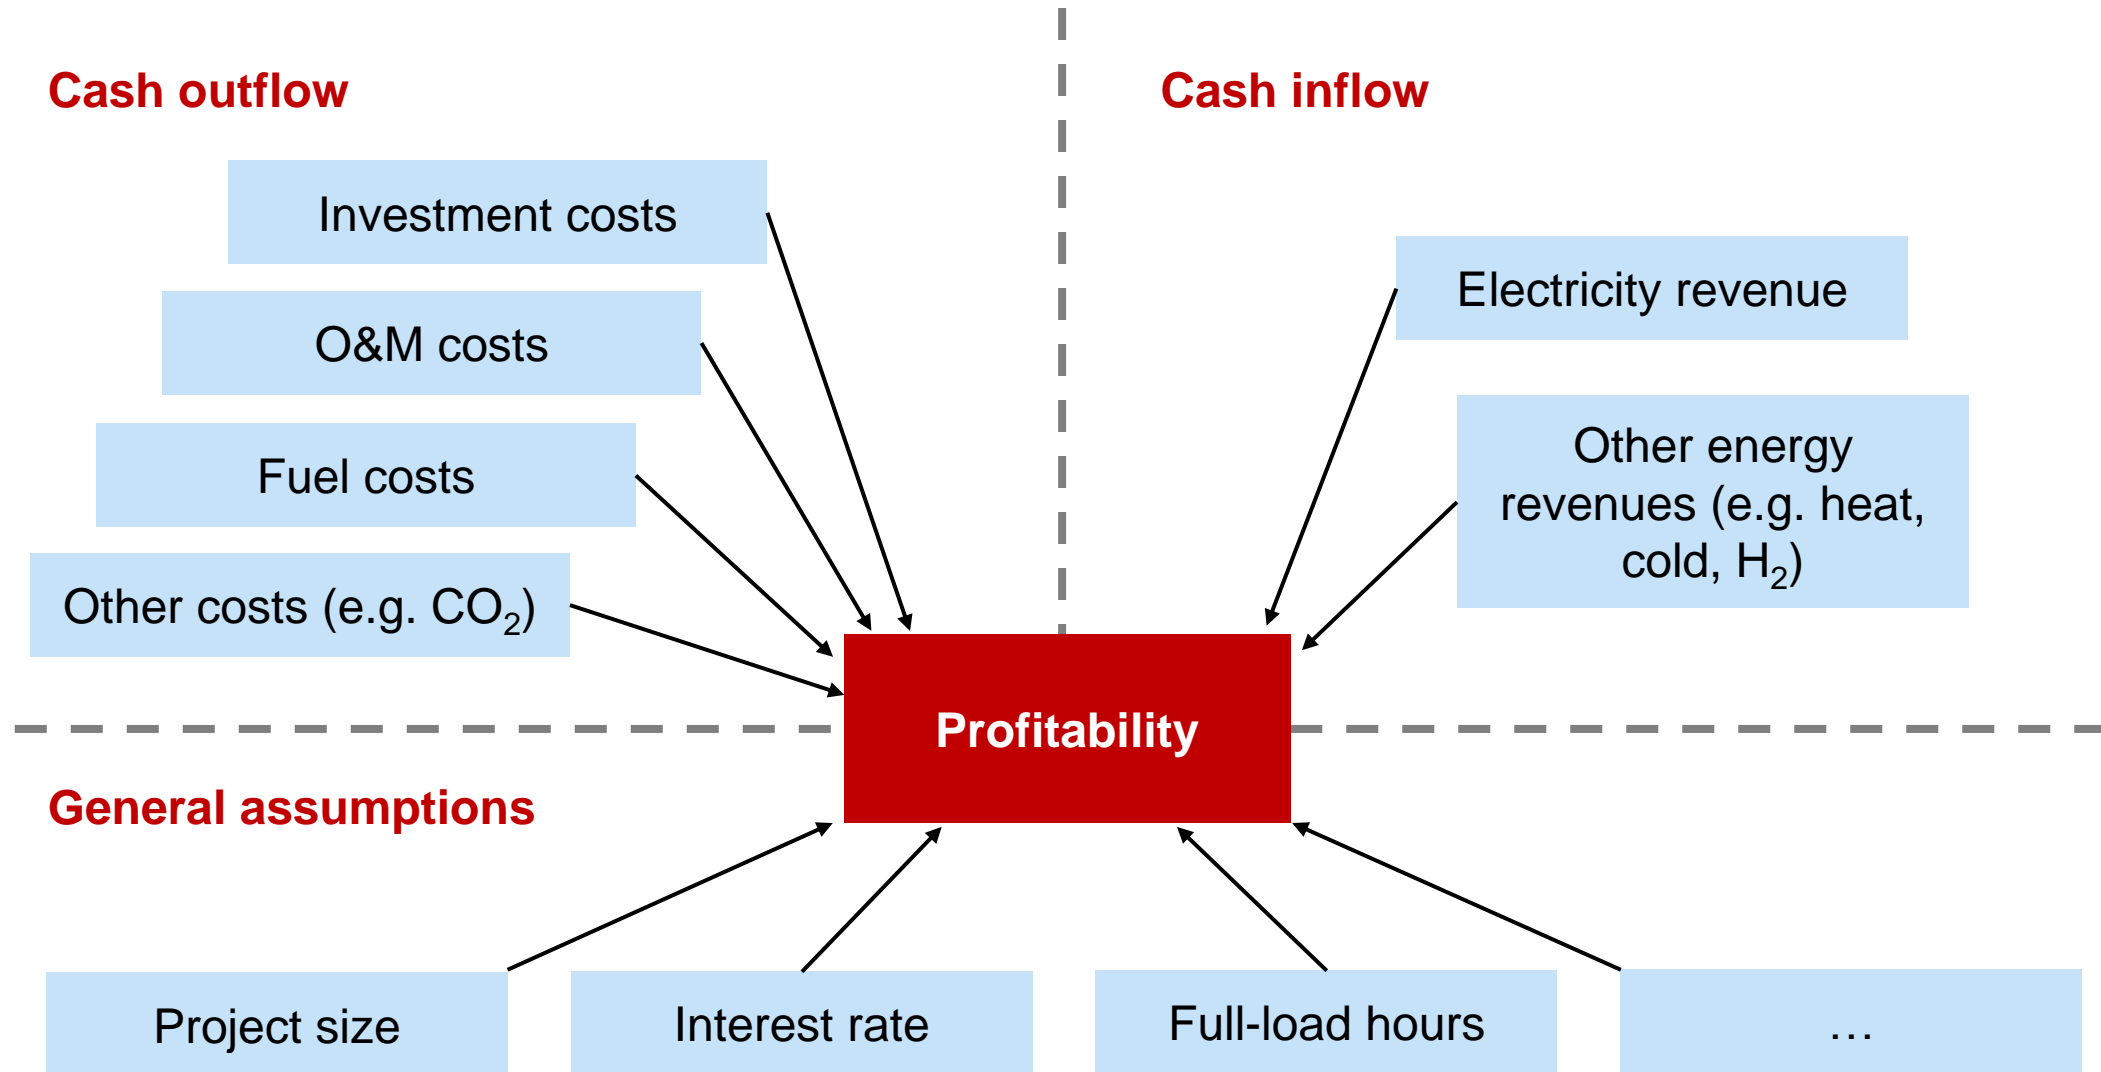 Cash outflow
Investment costs
O&M costs
Fuel costs
Other costs (e.g. CO₂)
Cash inflow
Electricity revenue
Other energy
revenues (e.g. heat,
cold, H₂)
Profitability
General assumptions
Project size
Interest rate
Full-load hours
…